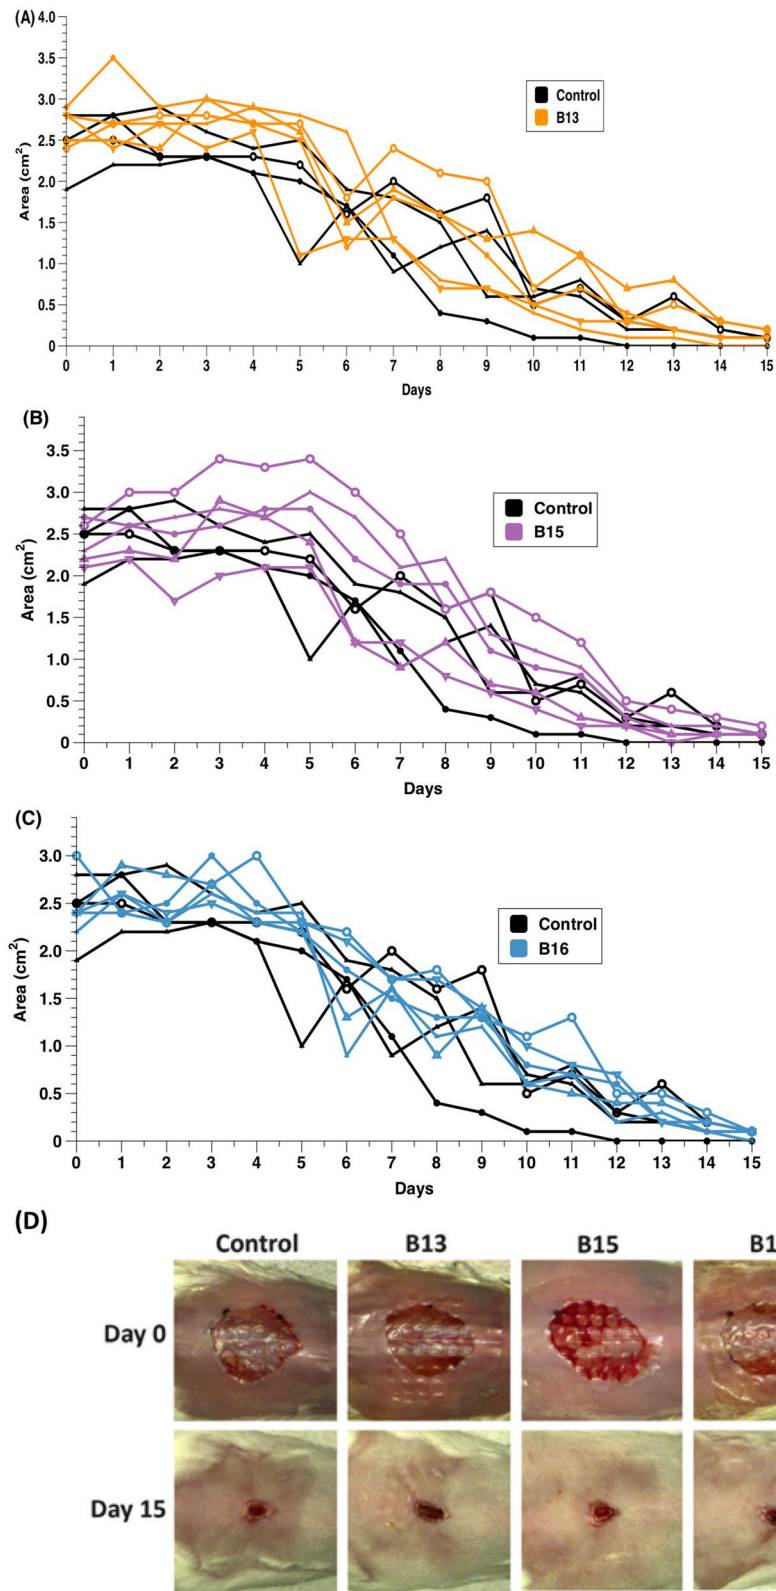 (A)
4.0
3.5
3.0
2.5
2.0
1.5
1.0
0.5
0
Area (cm²)
Control
B13
0 1 2 3 4 5 6 7 8 9 10 11 12 13 14 15
Days
(B)
3.5
3.0
2.5
2.0
1.5
1.0
0.5
0
Area (cm²)
Control
B15
0 1 2 3 4 5 6 7 8 9 10 11 12 13 14 15
Days
(C)
3.0
2.5
2.0
1.5
1.0
0.5
0
Area (cm²)
Control
B16
0 1 2 3 4 5 6 7 8 9 10 11 12 13 14 15
Days
(D)
Control B13 B15 B1
Day 0
Day 15